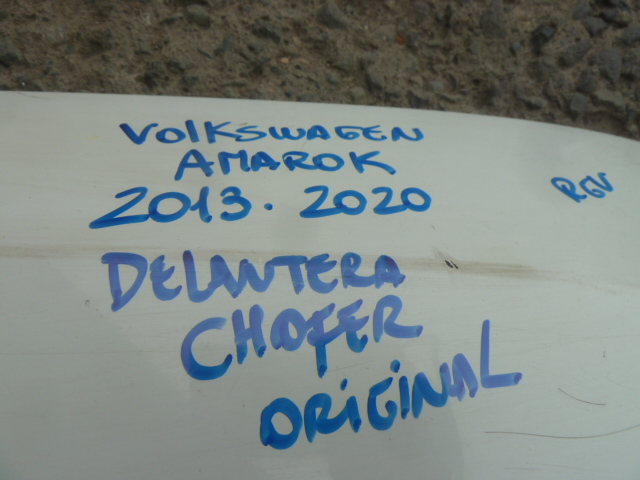 VOLKSWAGEN
AMAROK
2013. 2020
RGV
DELANTERA
CHOFER
ORIGINAL